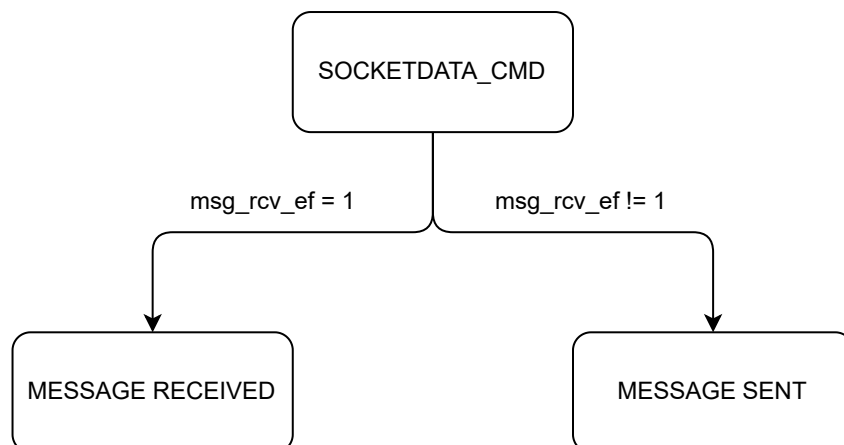 SOCKETDATA_CMD
msg_rcv_ef = 1
msg_rcv_ef != 1
MESSAGE RECEIVED
MESSAGE SENT